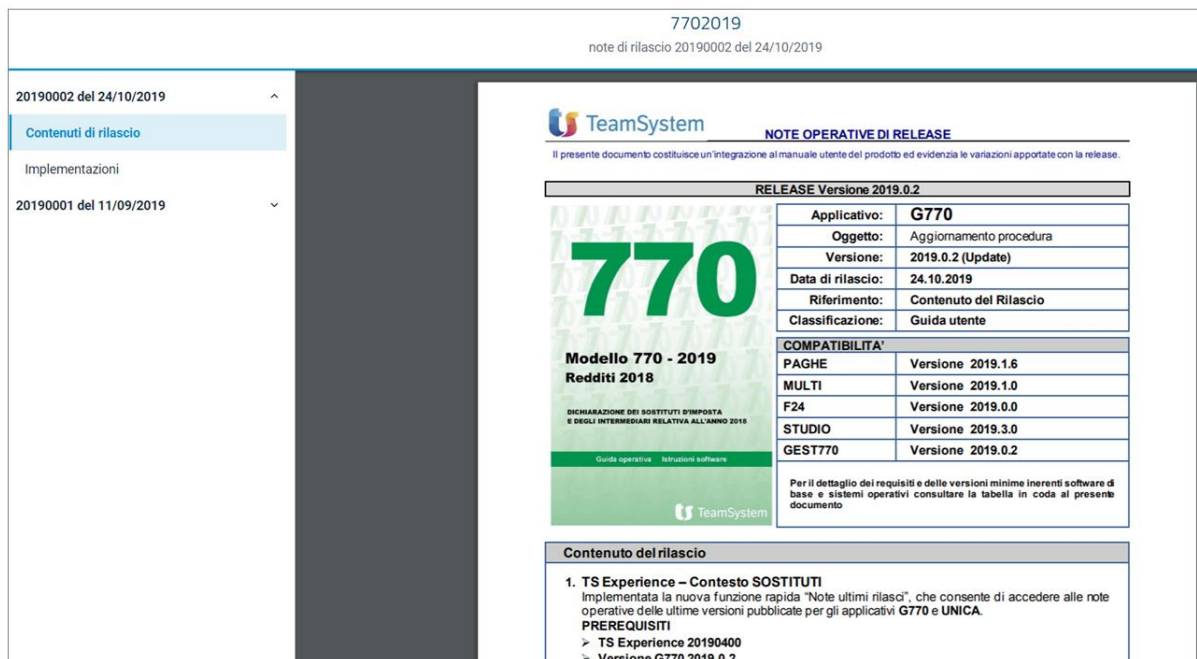 7702019
note di rilascio 20190002 del 24/10/2019
20190002 del 24/10/2019
Contenuti di rilascio
Implementazioni
20190001 del 11/09/2019
TeamSystem
NOTE OPERATIVE DI RELEASE
Il presente documento costituisce un'integrazione al manuale utente del prodotto ed evidenzia le variazioni apportate con la release.
RELEASE Versione 2019.0.2
770
Modello 770 - 2019
Redditi 2018
DICHIARAZIONE DEI SOSTITUTI D'IMPOSTA
E DEGLI INTERMEDIARI RELATIVA ALL'ANNO 2018
Guida operativa Istruzioni software
TeamSystem
Applicativo: G770
Oggetto: Aggiornamento procedura
Versione: 2019.0.2 (Update)
Data di rilascio: 24.10.2019
Riferimento: Contenuto del Rilascio
Classificazione: Guida utente
COMPATIBILITA'
PAGHE Versione 2019.1.6
MULTI Versione 2019.1.0
F24 Versione 2019.0.0
STUDIO Versione 2019.3.0
GEST770 Versione 2019.0.2
Per il dettaglio dei requisiti e delle versioni minime inerenti software di
base e sistemi operativi consultare la tabella in coda al presente
documento
Contenuto del rilascio
1. TS Experience – Contesto SOSTITUTI
Implementata la nuova funzione rapida "Note ultimi rilasci", che consente di accedere alle note
operative delle ultime versioni pubblicate per gli applicativi G770 e UNICA.
PREREQUISITI
➢ TS Experience 20190400
➢ Versione G770 2019.0.2